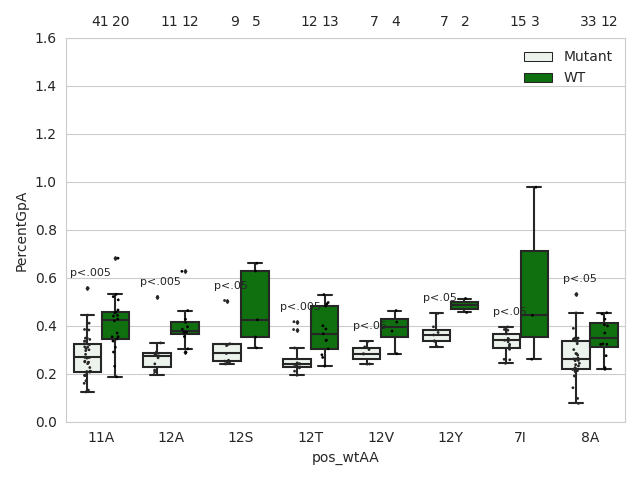 41 20 11 12 9 5 12 13 7 4 7 2 15 3 33 12
1.6
Mutant
WT
1.4
1.2
1.0
0.8
0.6
0.4
0.2
0.0
PercentGpA
p<.005
p<.005
p<.05
p<.005
p<.05
p<.05
p<.05
p<.05
11A 12A 12S 12T 12V 12Y 7I 8A
pos_wtAA